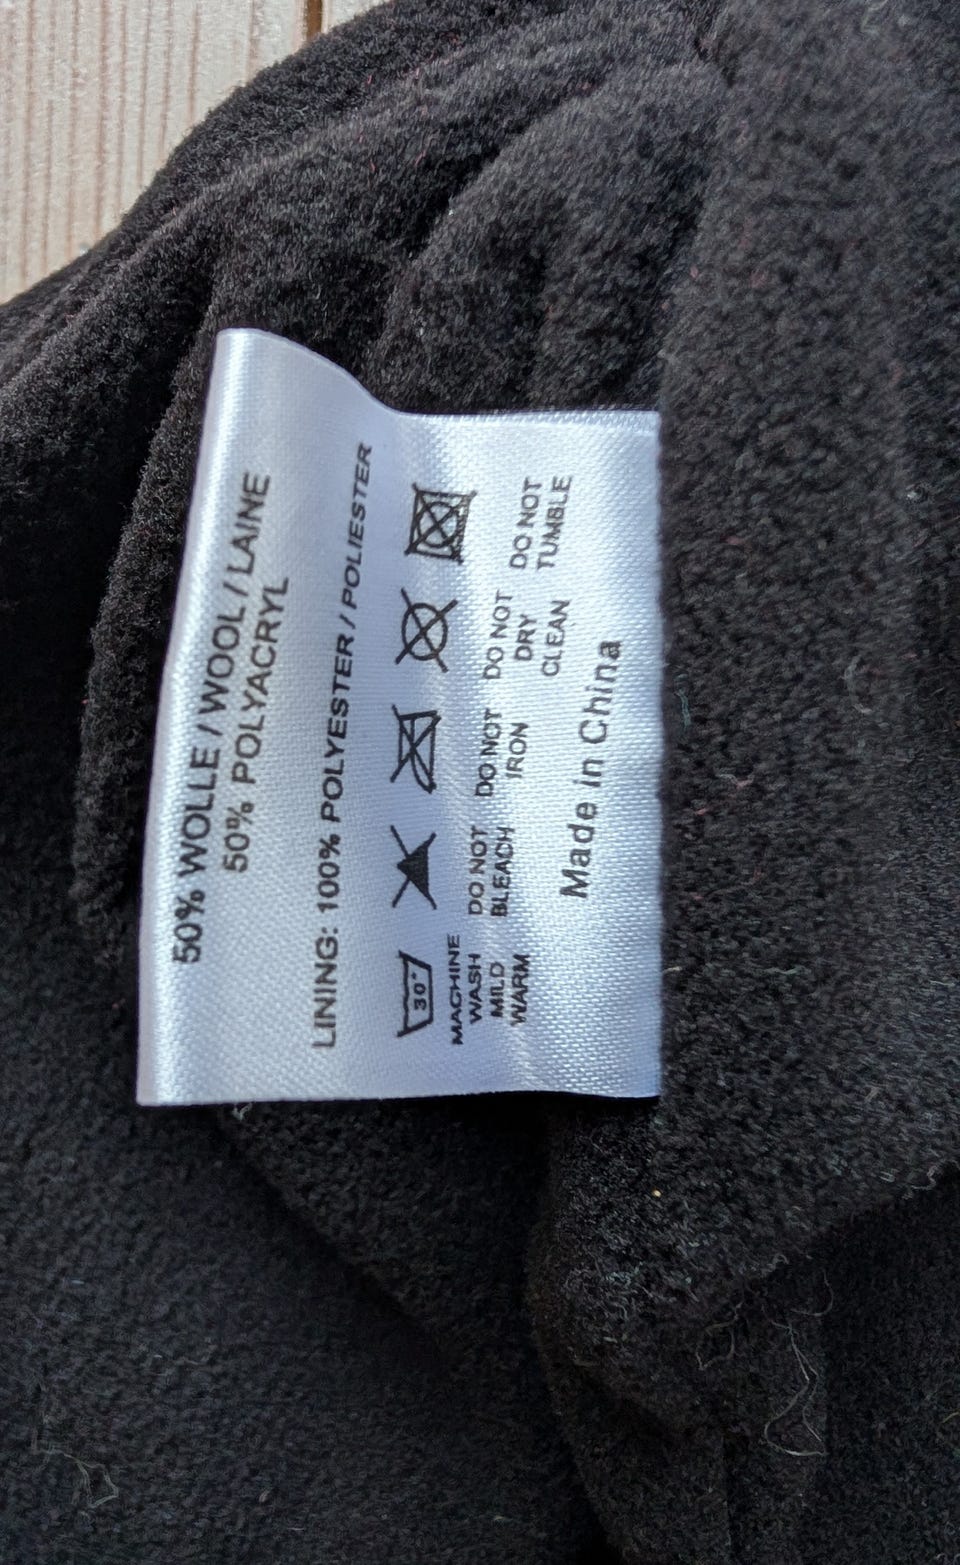 50% WOLLE / WOOL / LAINE
50% POLYACRYL
LINING: 100% POLYESTER / POLIESTER
30°
MACHINE
WASH
MILD
WARM
DO NOT
BLEACH
DO NOT
IRON
DO NOT
DRY
CLEAN
DO NOT
TUMBLE
Made in China